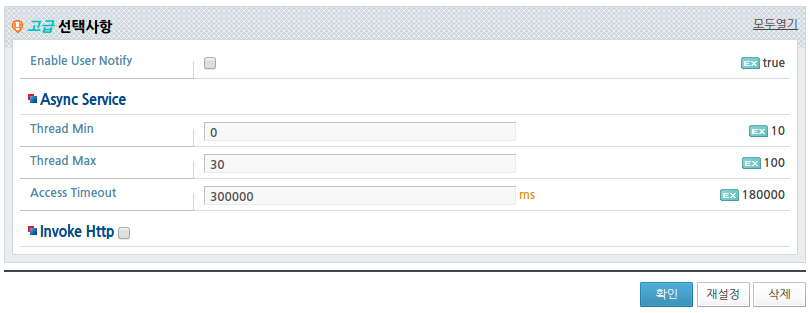 고급 선택사항 모두열기
Enable User Notify EX true
Async Service
Thread Min 0 EX 10
Thread Max 30 EX 100
Access Timeout 300000 ms EX 180000
Invoke Http
확인 재설정 삭제